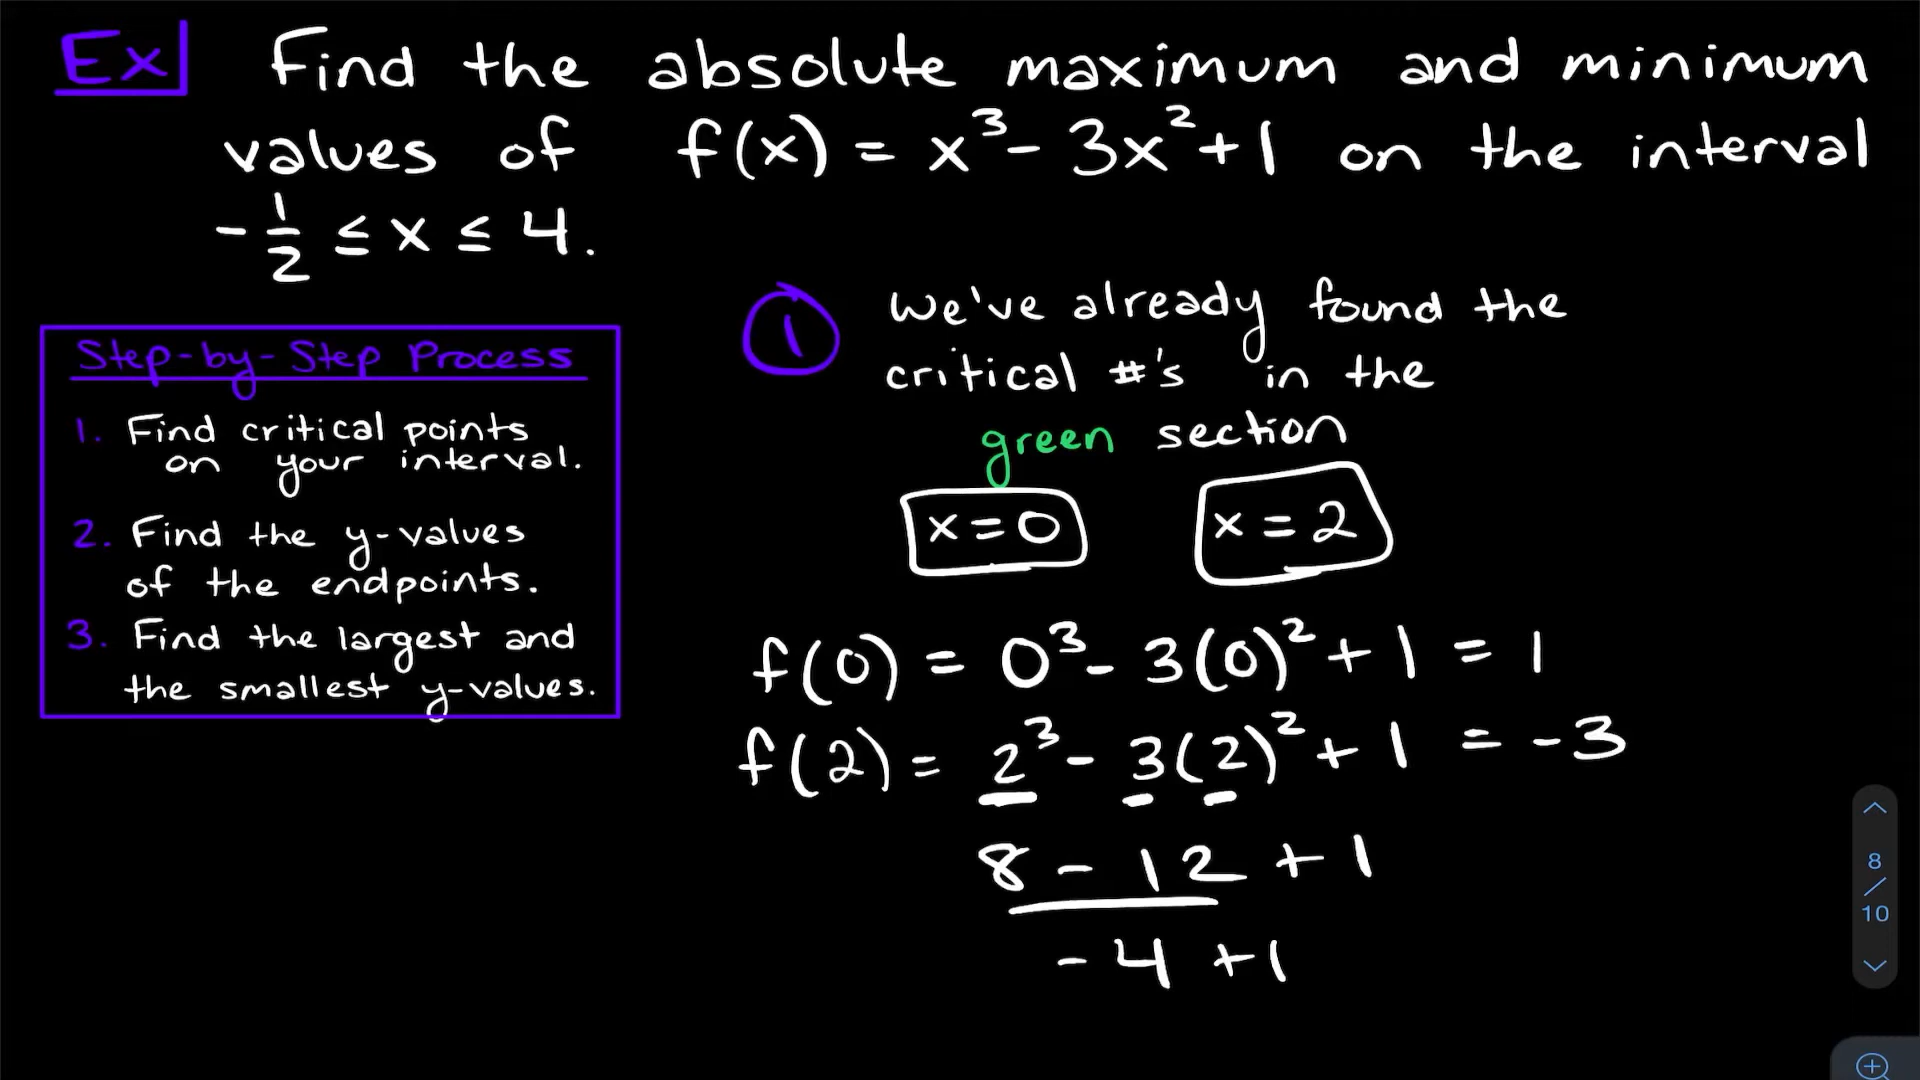 Ex Find the absolute maximum and minimum
values of f(x) = x³ - 3x² + 1 on the interval
-1/2 ≤ x ≤ 4.
Step-by-Step Process
1. Find critical points
on your interval.
2. Find the y-values
of the endpoints.
3. Find the largest and
the smallest y-values.
① We've already found the
critical #'s in the
green section
x = 0 x = 2
f(0) = 0³ - 3(0)² + 1 = 1
f(2) = 2³ - 3(2)² + 1 = -3
8 - 12 + 1
-4 + 1
8
/
10